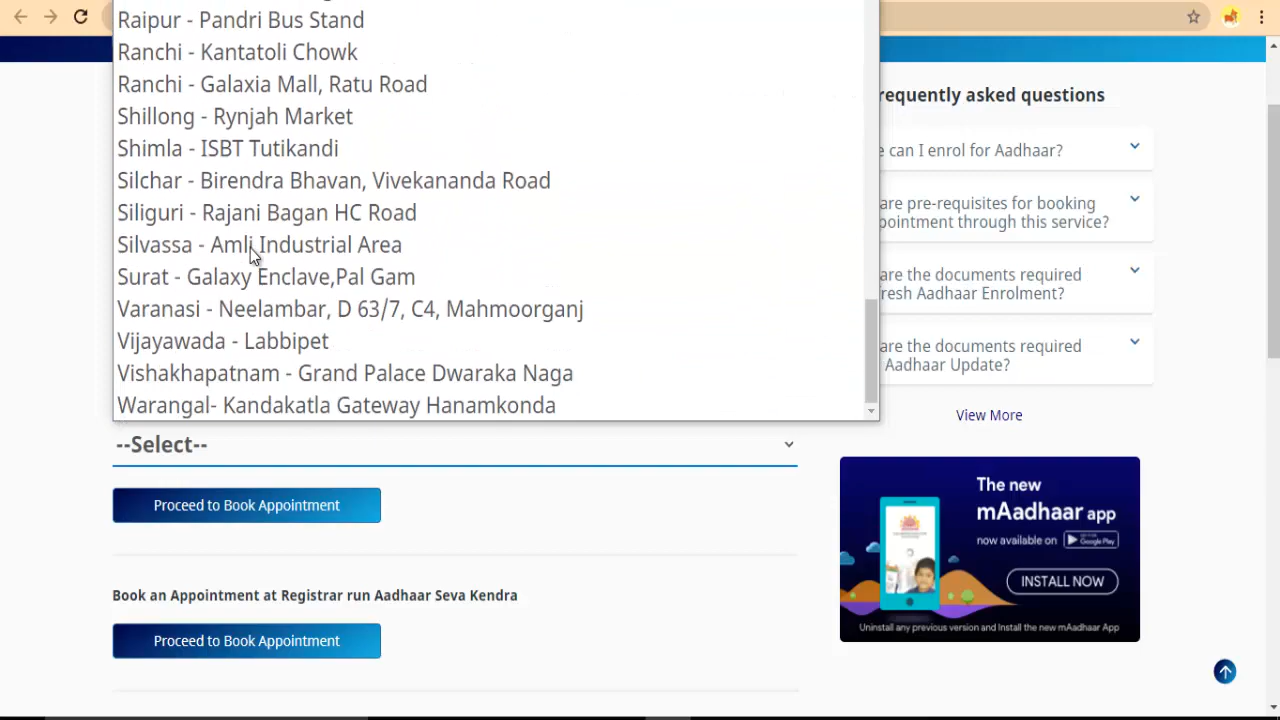 Raipur - Pandri Bus Stand
Ranchi - Kantatoli Chowk
Ranchi - Galaxia Mall, Ratu Road
Shillong - Rynjah Market
Shimla - ISBT Tutikandi
Silchar - Birendra Bhavan, Vivekananda Road
Siliguri - Rajani Bagan HC Road
Silvassa - Amli Industrial Area
Surat - Galaxy Enclave,Pal Gam
Varanasi - Neelambar, D 63/7, C4, Mahmoorganj
Vijayawada - Labbipet
Vishakhapatnam - Grand Palace Dwaraka Naga
Warangal- Kandakatla Gateway Hanamkonda
--Select--
Proceed to Book Appointment
Book an Appointment at Registrar run Aadhaar Seva Kendra
Proceed to Book Appointment
requently asked questions
e can I enrol for Aadhaar?
are pre-requisites for booking
ointment through this service?
are the documents required
resh Aadhaar Enrolment?
are the documents required
Aadhaar Update?
View More
The new
mAadhaar app
now available on Google Play
INSTALL NOW
Uninstall any previous version and Install the new mAadhaar App